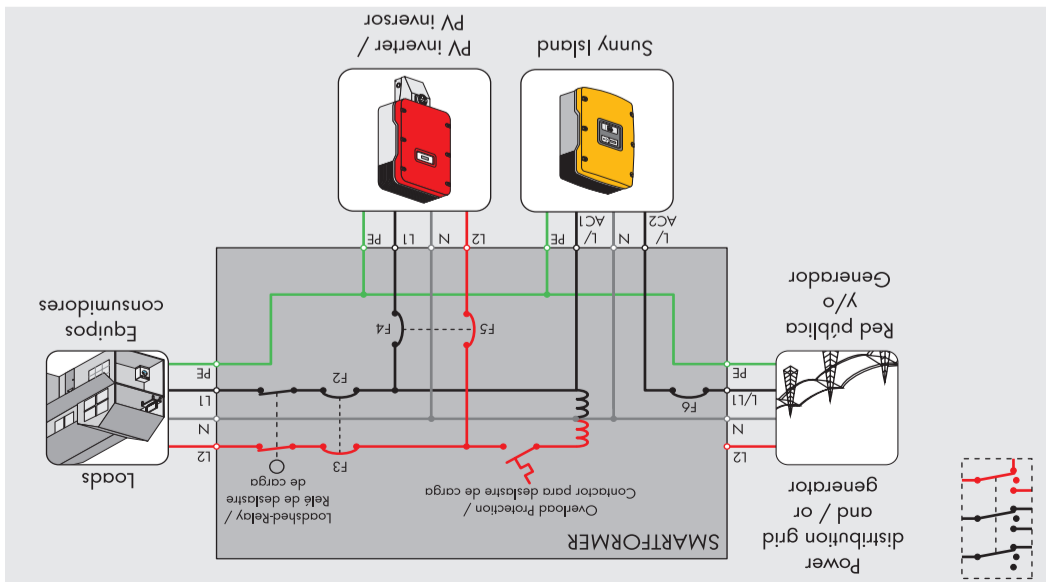 SMARTFORMER
Power
distribution grid
and / or
generator
Overload Protection /
Contactor para deslastre de carga
Loadshed-Relay /
Relé de deslastre
de carga
Loads
L2
N
L/L1
PE
F6
F3
F2
L2
N
L1
PE
Red pública
y/o
Generador
F5
F4
Equipos
consumidores
L/
AC2
N
L/
AC1
PE
L2
N
L1
PE
Sunny Island
PV inverter /
PV inversor